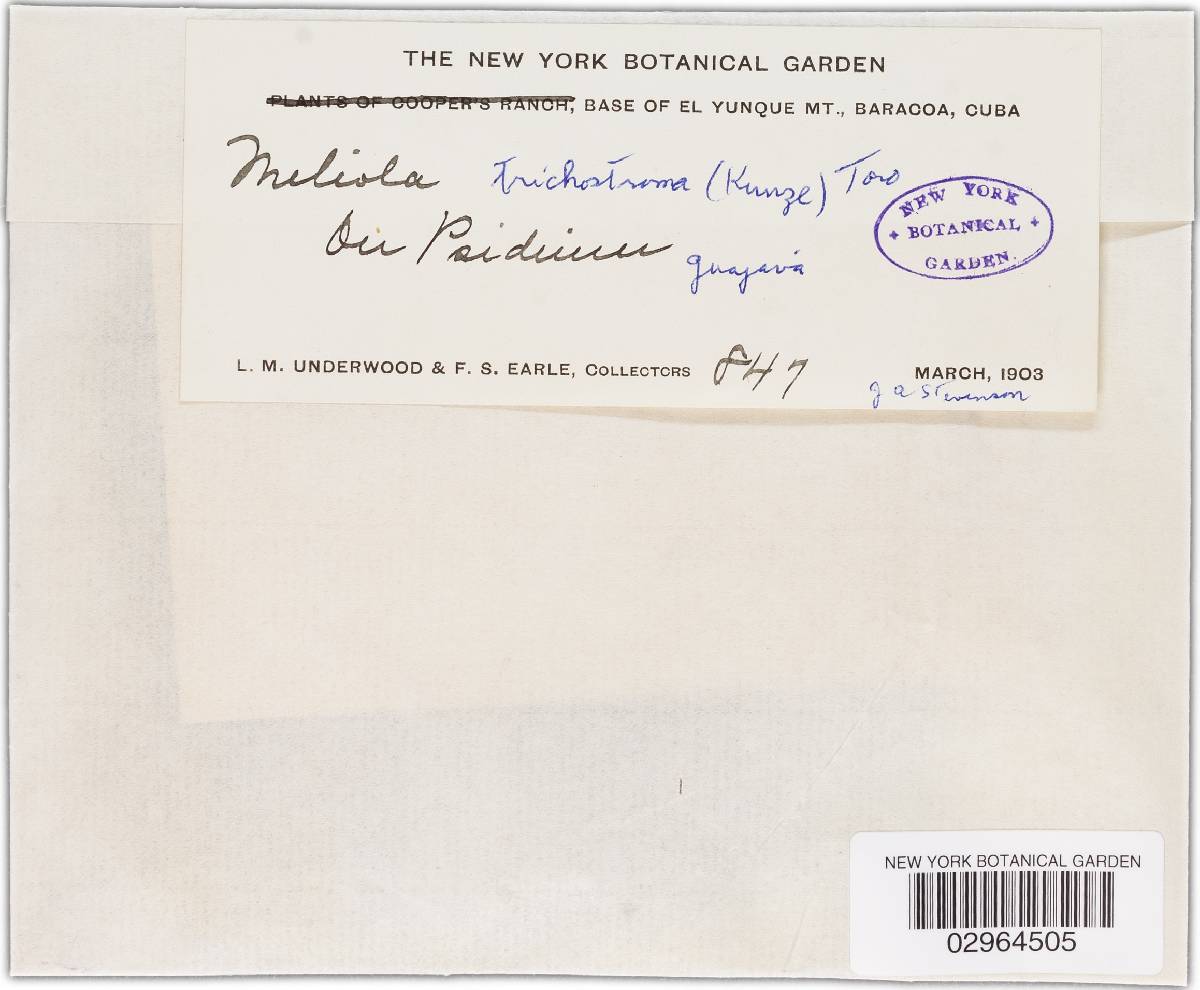 THE NEW YORK BOTANICAL GARDEN
PLANTS OF COOPER'S RANCH, BASE OF EL YUNQUE MT., BARACOA, CUBA
Meliola trichostroma (Kunze) Toro
On Psidium guajava
NEW YORK
+ BOTANICAL +
GARDEN.
L. M. UNDERWOOD & F. S. EARLE, COLLECTORS 847 MARCH, 1903
J A Stevenson
NEW YORK BOTANICAL GARDEN
02964505